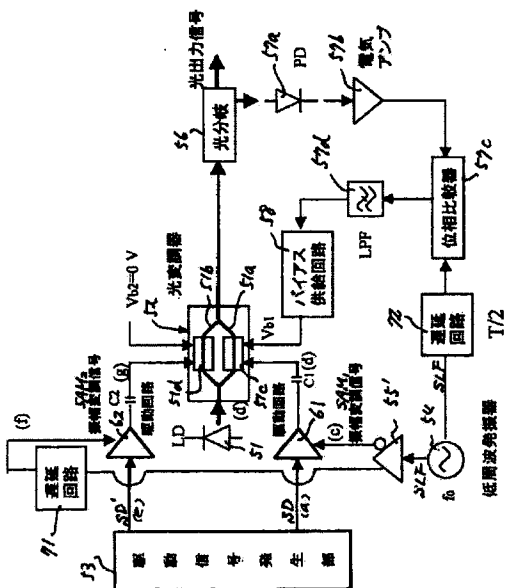 光出力信号
56
光分岐
57a
PD
57b
電気
アンプ
57c
位相比較器
57d
LPF
58
バイアス
供給回路
Vb2=0 V
光変調器
52
51b
51a
Vb1
51d
51c
(g)
C2
C1(d)
LD
(d)
51
62
振幅変調信号
駆動回路
61
駆動回路
振幅変調信号
(c)
(f)
71
遅延
回路
SD'
(e)
SD
(a)
53
駆動信号発生部
55'
SLF
54
f0
低周波発振器
SLF
72
遅延
回路
T/2